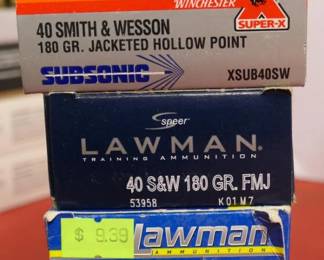 WINCHESTER
X
SUPER-X
40 SMITH & WESSON
180 GR. JACKETED HOLLOW POINT
SUBSONIC
XSUB40SW
Speer
LAWMAN
TRAINING AMMUNITION
40 S&W 180 GR. FMJ
53958 K01M7
$ 9.39
Lawman
AMMUNITION